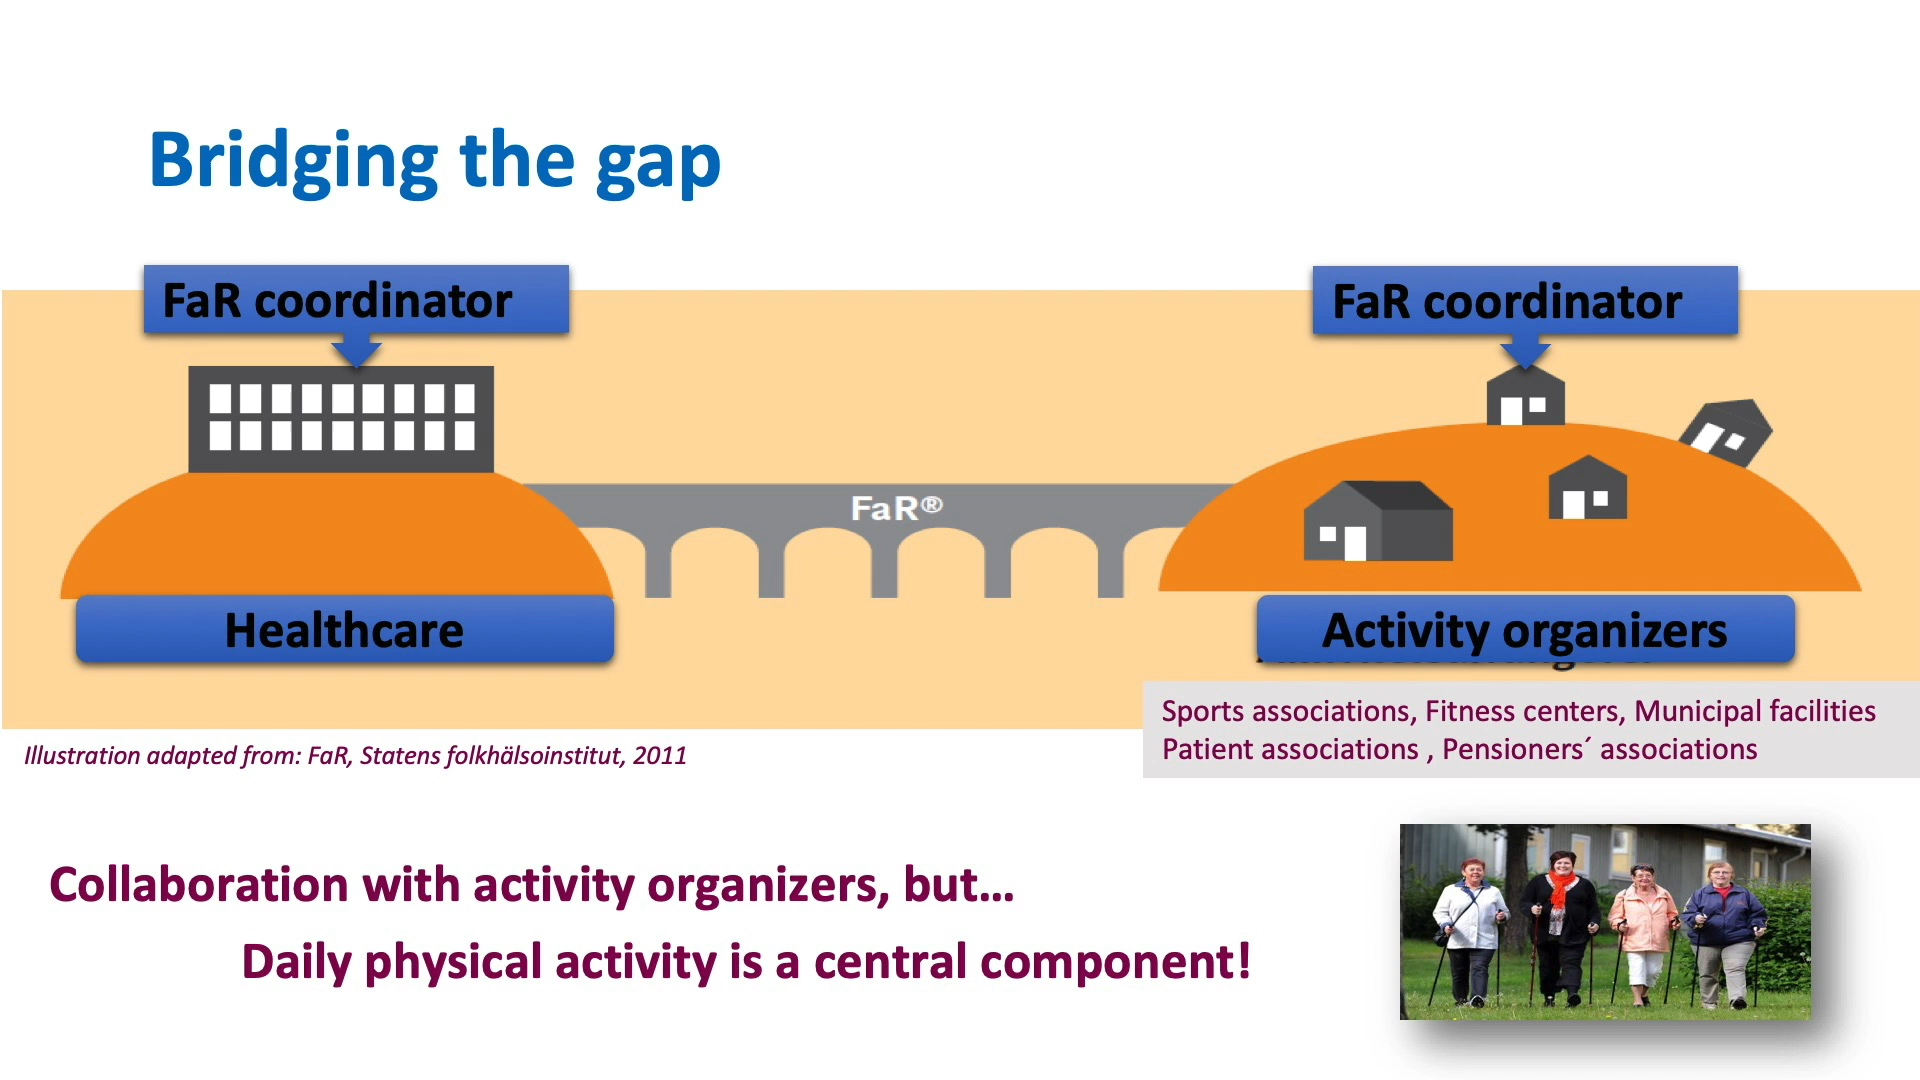 Bridging the gap
FaR coordinator
FaR coordinator
FaR®
Healthcare
Activity organizers
Sports associations, Fitness centers, Municipal facilities
Patient associations , Pensioners´ associations
Illustration adapted from: FaR, Statens folkhälsoinstitut, 2011
Collaboration with activity organizers, but...
Daily physical activity is a central component!